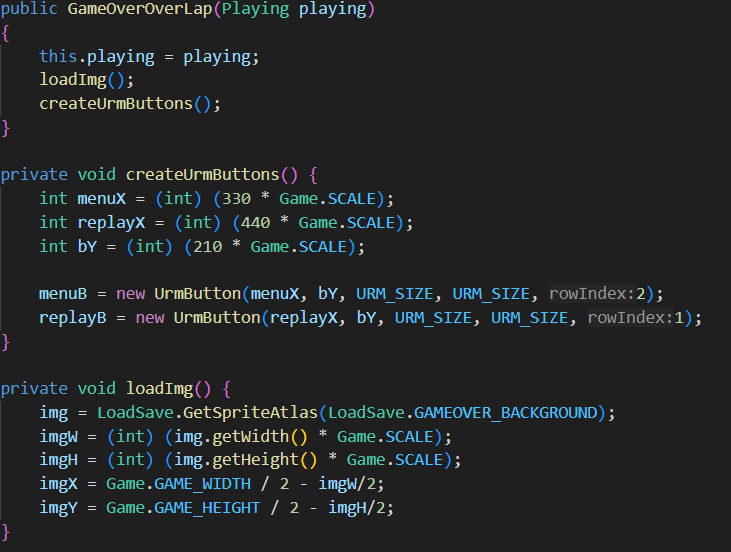 public GameOverOverLap(Playing playing)
{
    this.playing = playing;
    loadImg();
    createUrmButtons();
}

private void createUrmButtons() {
    int menuX = (int) (330 * Game.SCALE);
    int replayX = (int) (440 * Game.SCALE);
    int bY = (int) (210 * Game.SCALE);

    menuB = new UrmButton(menuX, bY, URM_SIZE, URM_SIZE, rowIndex:2);
    replayB = new UrmButton(replayX, bY, URM_SIZE, URM_SIZE, rowIndex:1);
}

private void loadImg() {
    img = LoadSave.GetSpriteAtlas(LoadSave.GAMEOVER_BACKGROUND);
    imgW = (int) (img.getWidth() * Game.SCALE);
    imgH = (int) (img.getHeight() * Game.SCALE);
    imgX = Game.GAME_WIDTH / 2 - imgW/2;
    imgY = Game.GAME_HEIGHT / 2 - imgH/2;
}